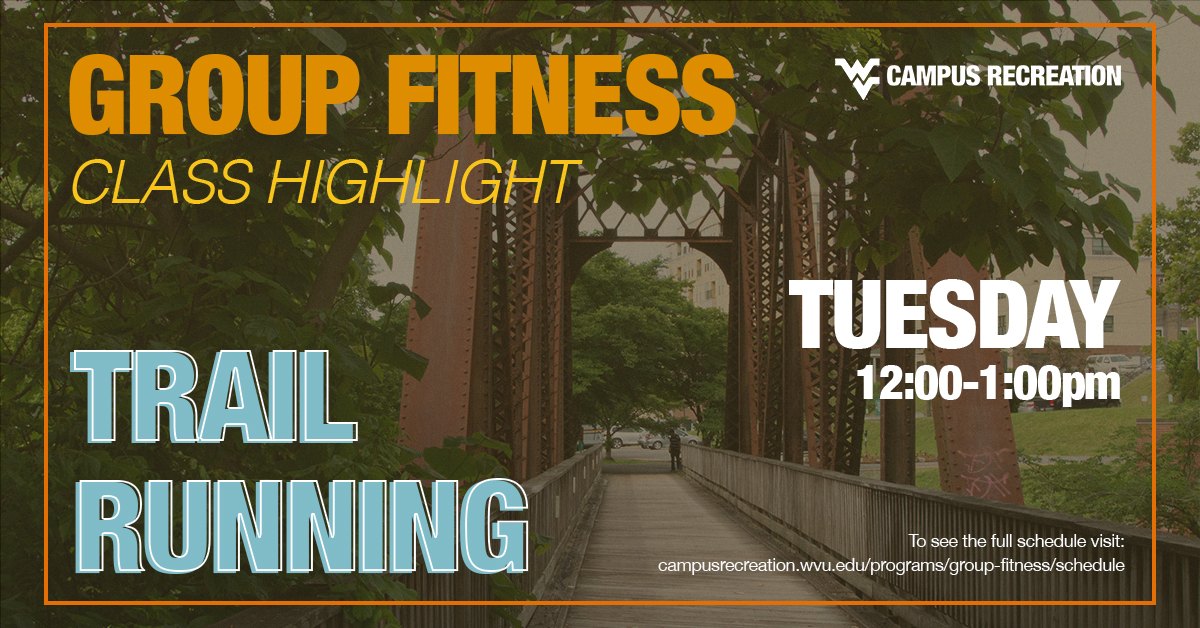 GROUP FITNESS
CLASS HIGHLIGHT
CAMPUS RECREATION
TUESDAY
12:00-1:00pm
TRAIL
RUNNING
To see the full schedule visit:
campusrecreation.wvu.edu/programs/group-fitness/schedule